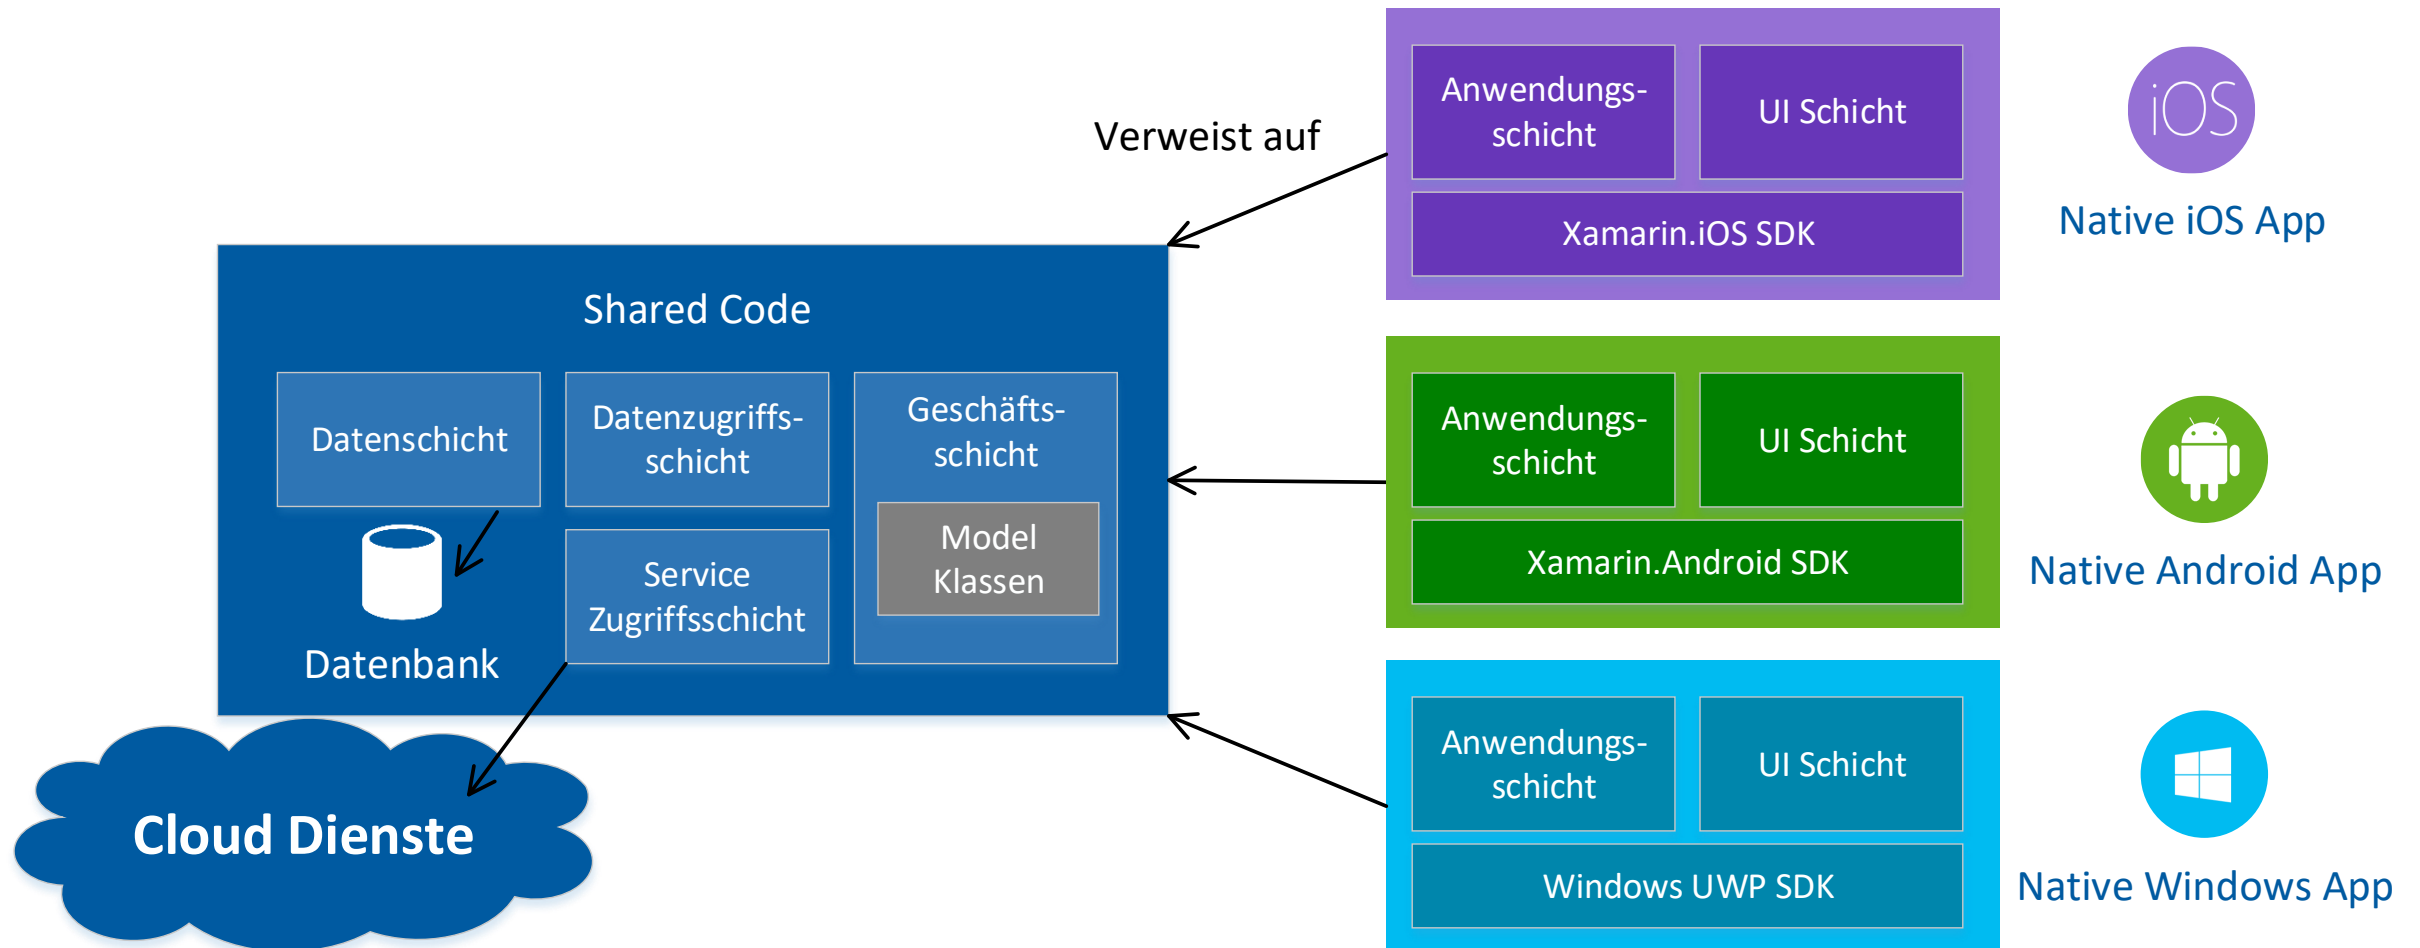 Verweist auf
Shared Code
Datenschicht
Datenzugriffs-
schicht
Geschäfts-
schicht
Model
Klassen
Service
Zugriffsschicht
Datenbank
Cloud Dienste
Anwendungs-
schicht
UI Schicht
Xamarin.iOS SDK
iOS
Native iOS App
Anwendungs-
schicht
UI Schicht
Xamarin.Android SDK
Native Android App
Anwendungs-
schicht
UI Schicht
Windows UWP SDK
Native Windows App